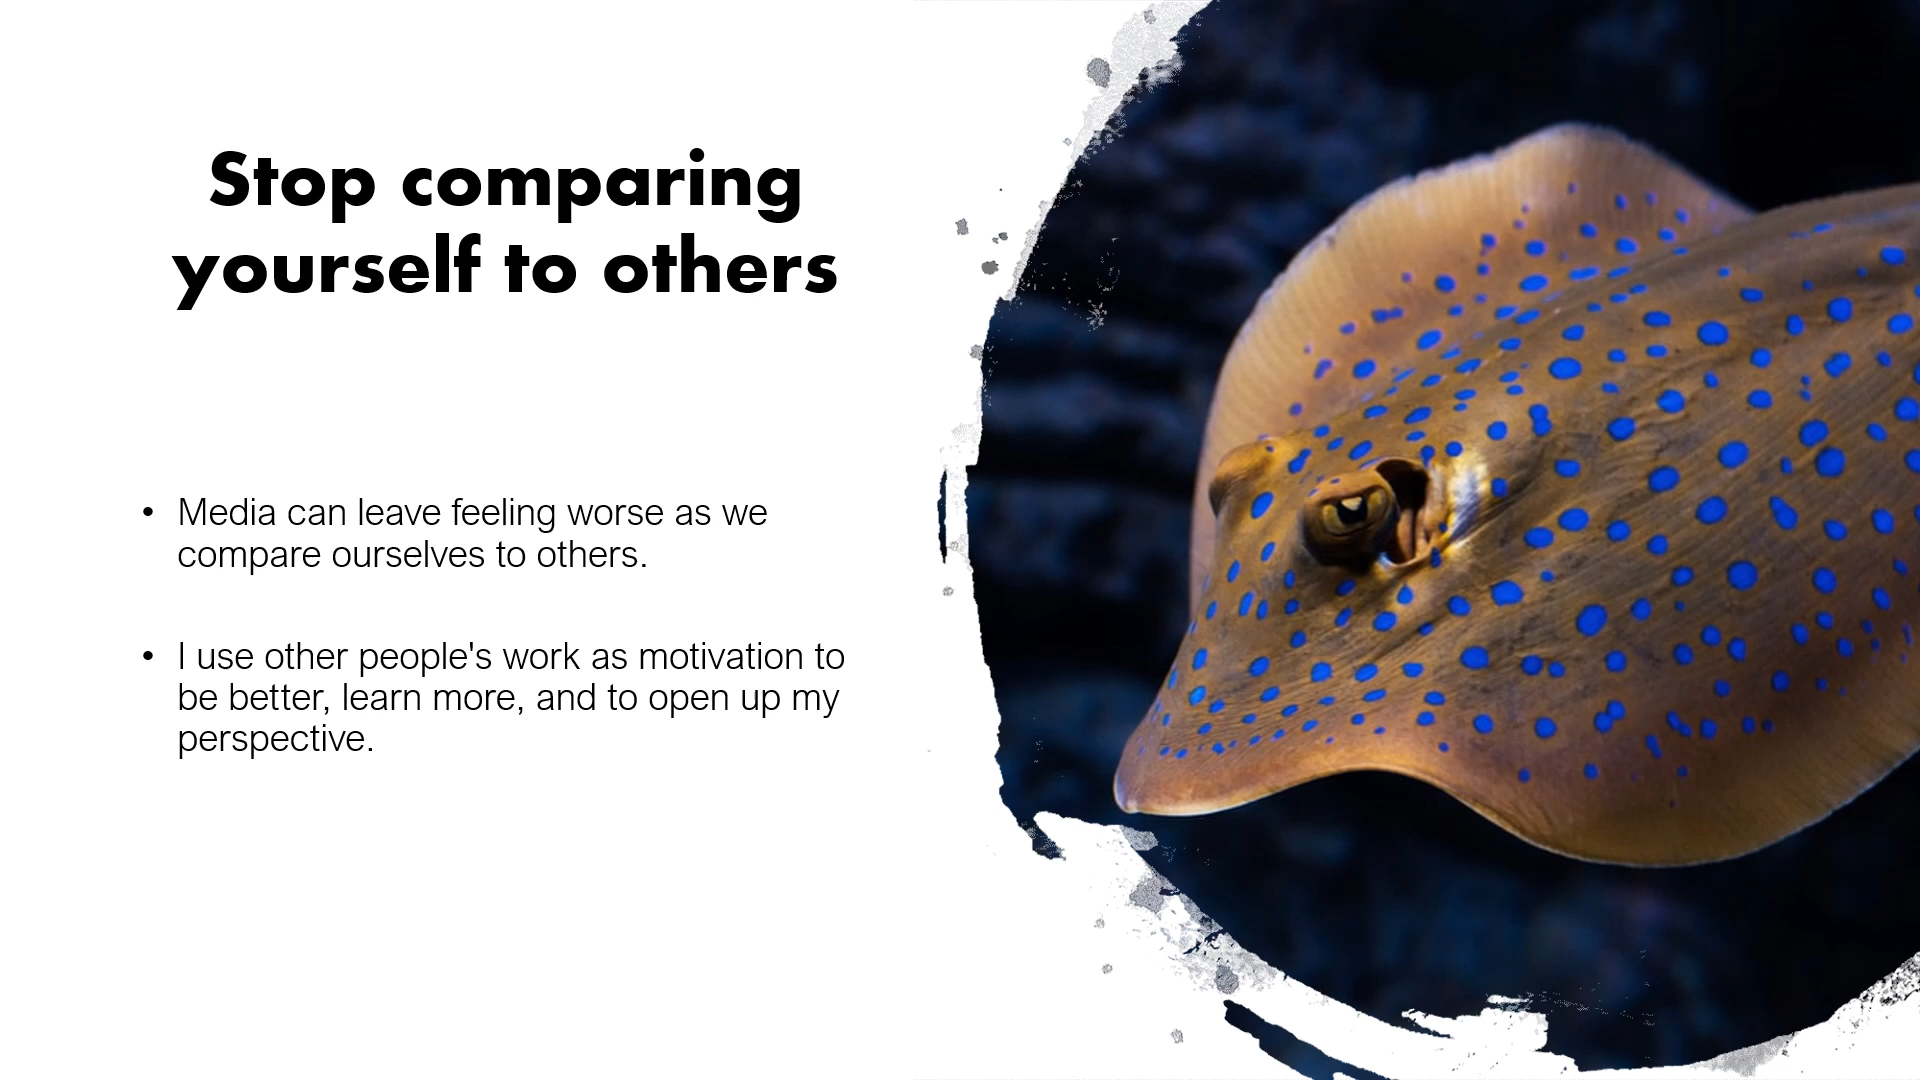 Stop comparing
yourself to others
• Media can leave feeling worse as we
compare ourselves to others.
• I use other people's work as motivation to
be better, learn more, and to open up my
perspective.